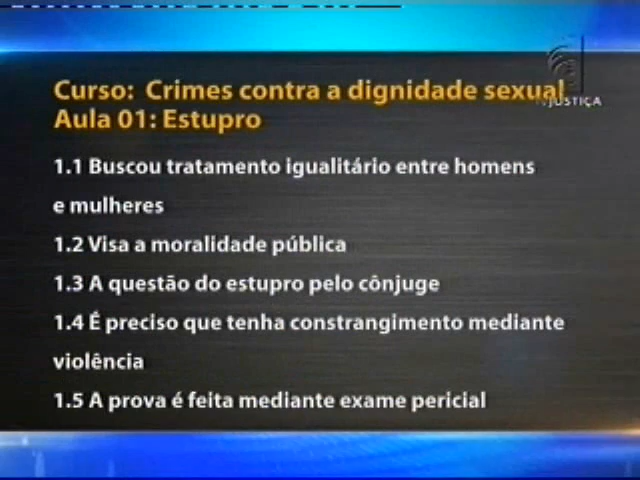 Curso: Crimes contra a dignidade sexual
Aula 01: Estupro
JUSTIÇA
1.1 Buscou tratamento igualitário entre homens
e mulheres
1.2 Visa a moralidade pública
1.3 A questão do estupro pelo cônjuge
1.4 É preciso que tenha constrangimento mediante
violência
1.5 A prova é feita mediante exame pericial